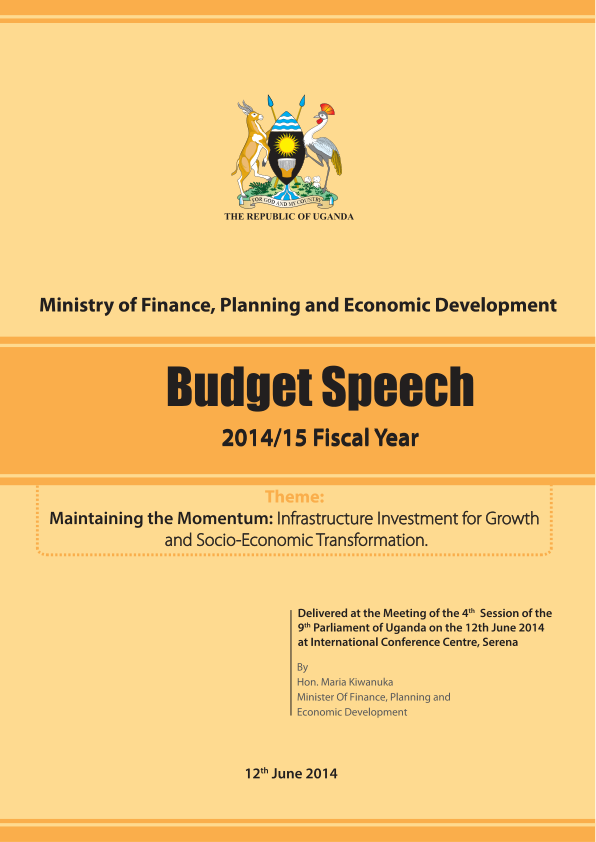 FOR GOD AND MY COUNTRY
THE REPUBLIC OF UGANDA
Ministry of Finance, Planning and Economic Development
Budget Speech
2014/15 Fiscal Year
Theme:
Maintaining the Momentum: Infrastructure Investment for Growth
and Socio-Economic Transformation.
Delivered at the Meeting of the 4th Session of the
9th Parliament of Uganda on the 12th June 2014
at International Conference Centre, Serena
By
Hon. Maria Kiwanuka
Minister Of Finance, Planning and
Economic Development
12th June 2014